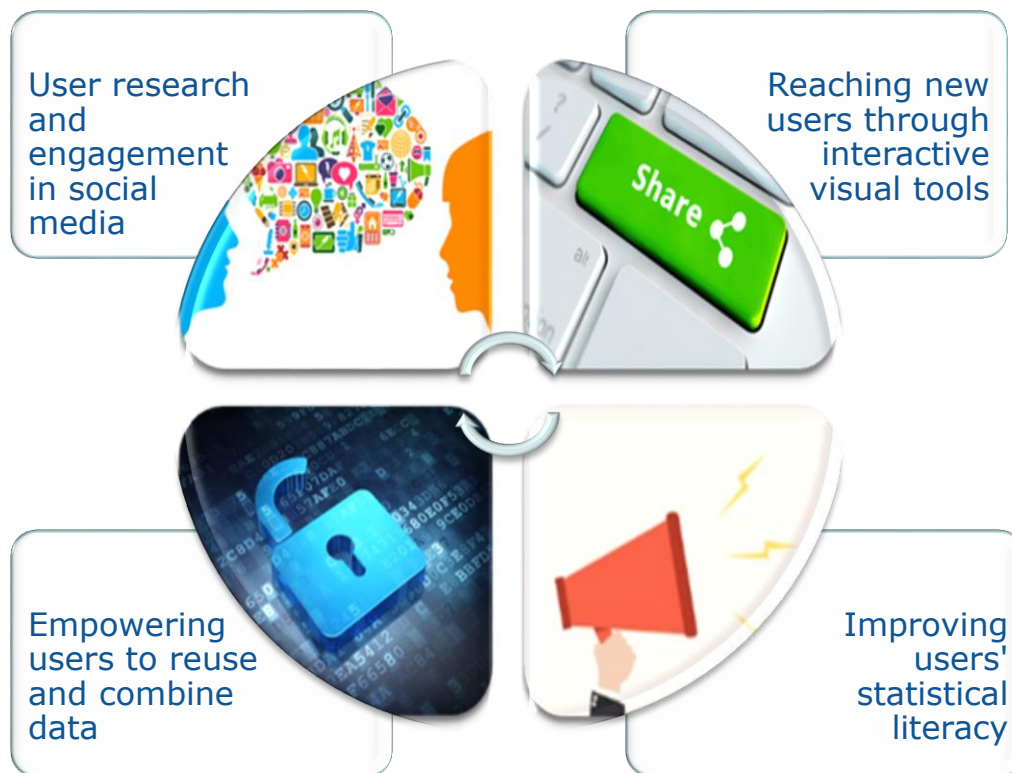 User research
and
engagement
in social
media
Reaching new
users through
interactive
visual tools
Share
Empowering
users to reuse
and combine
data
Improving
users'
statistical
literacy